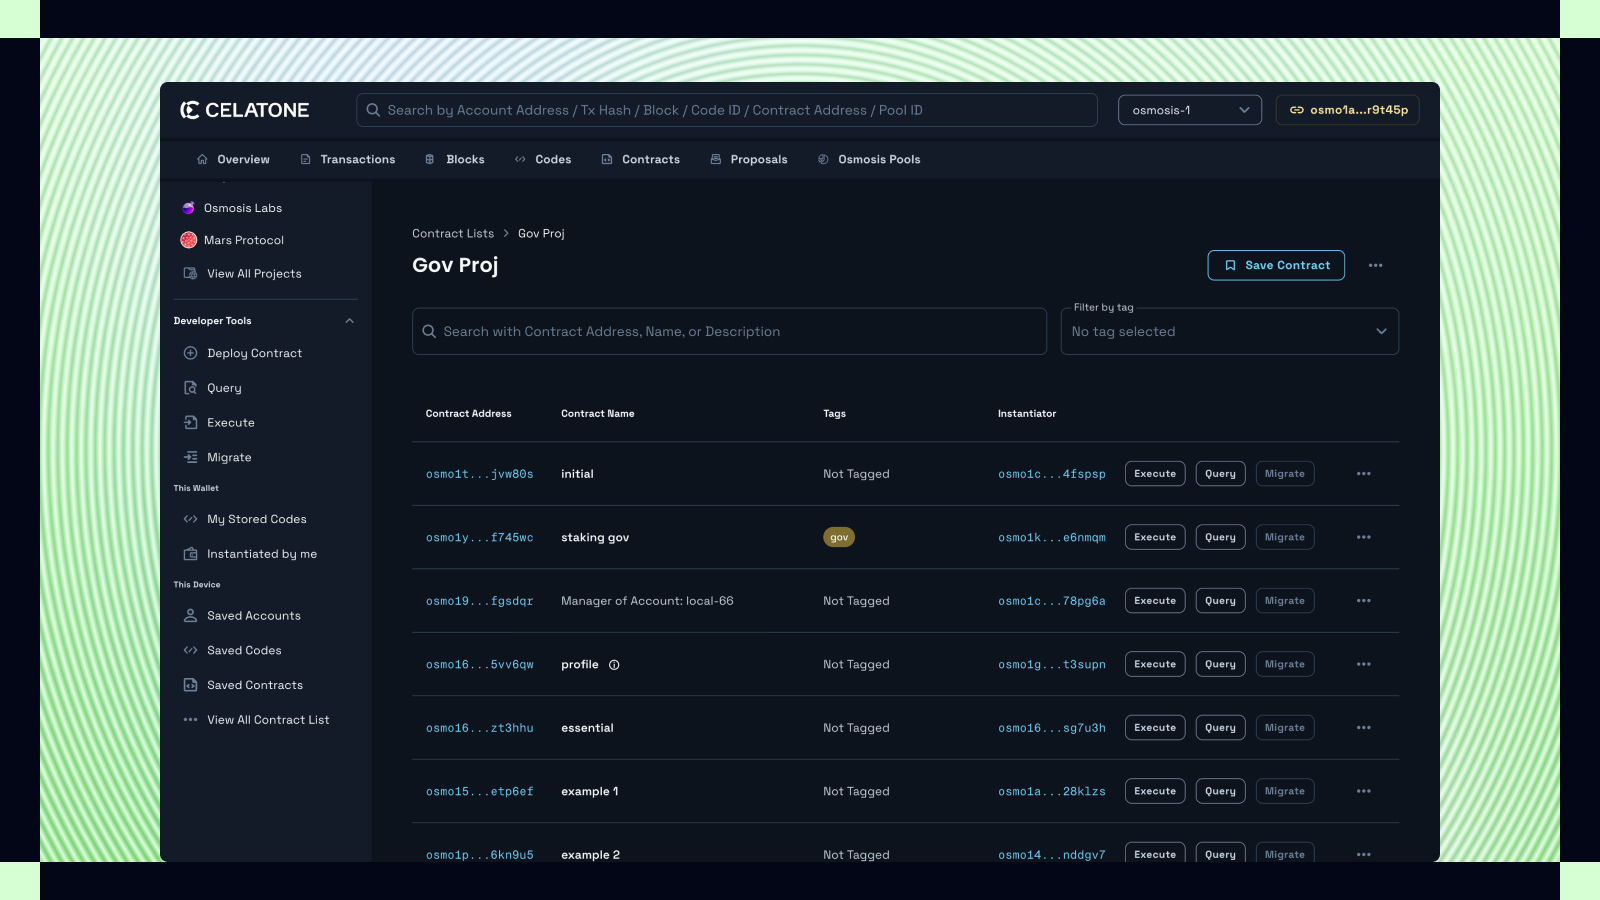 CELATONE
Search by Account Address / Tx Hash / Block / Code ID / Contract Address / Pool ID
osmosis-1
osmo1a...r9t45p
Overview
Transactions
Blocks
Codes
Contracts
Proposals
Osmosis Pools
Osmosis Labs
Mars Protocol
View All Projects
Developer Tools
Deploy Contract
Query
Execute
Migrate
This Wallet
My Stored Codes
Instantiated by me
This Device
Saved Accounts
Saved Codes
Saved Contracts
View All Contract List
Contract Lists > Gov Proj
Gov Proj
Save Contract
Search with Contract Address, Name, or Description
Filter by tag
No tag selected
Contract Address Contract Name Tags Instantiator
osmo1t...jvw80s initial Not Tagged osmo1c...4fspsp Execute Query Migrate
osmo1y...f745wc staking gov gov osmo1k...e6nmqm Execute Query Migrate
osmo19...fgsdqr Manager of Account: local-66 Not Tagged osmo1c...78pg6a Execute Query Migrate
osmo16...5vv6qw profile Not Tagged osmo1g...t3supn Execute Query Migrate
osmo16...zt3hhu essential Not Tagged osmo16...sg7u3h Execute Query Migrate
osmo15...etp6ef example 1 Not Tagged osmo1a...28klzs Execute Query Migrate
osmo1p...6kn9u5 example 2 Not Tagged osmo14...nddgv7 Execute Query Migrate